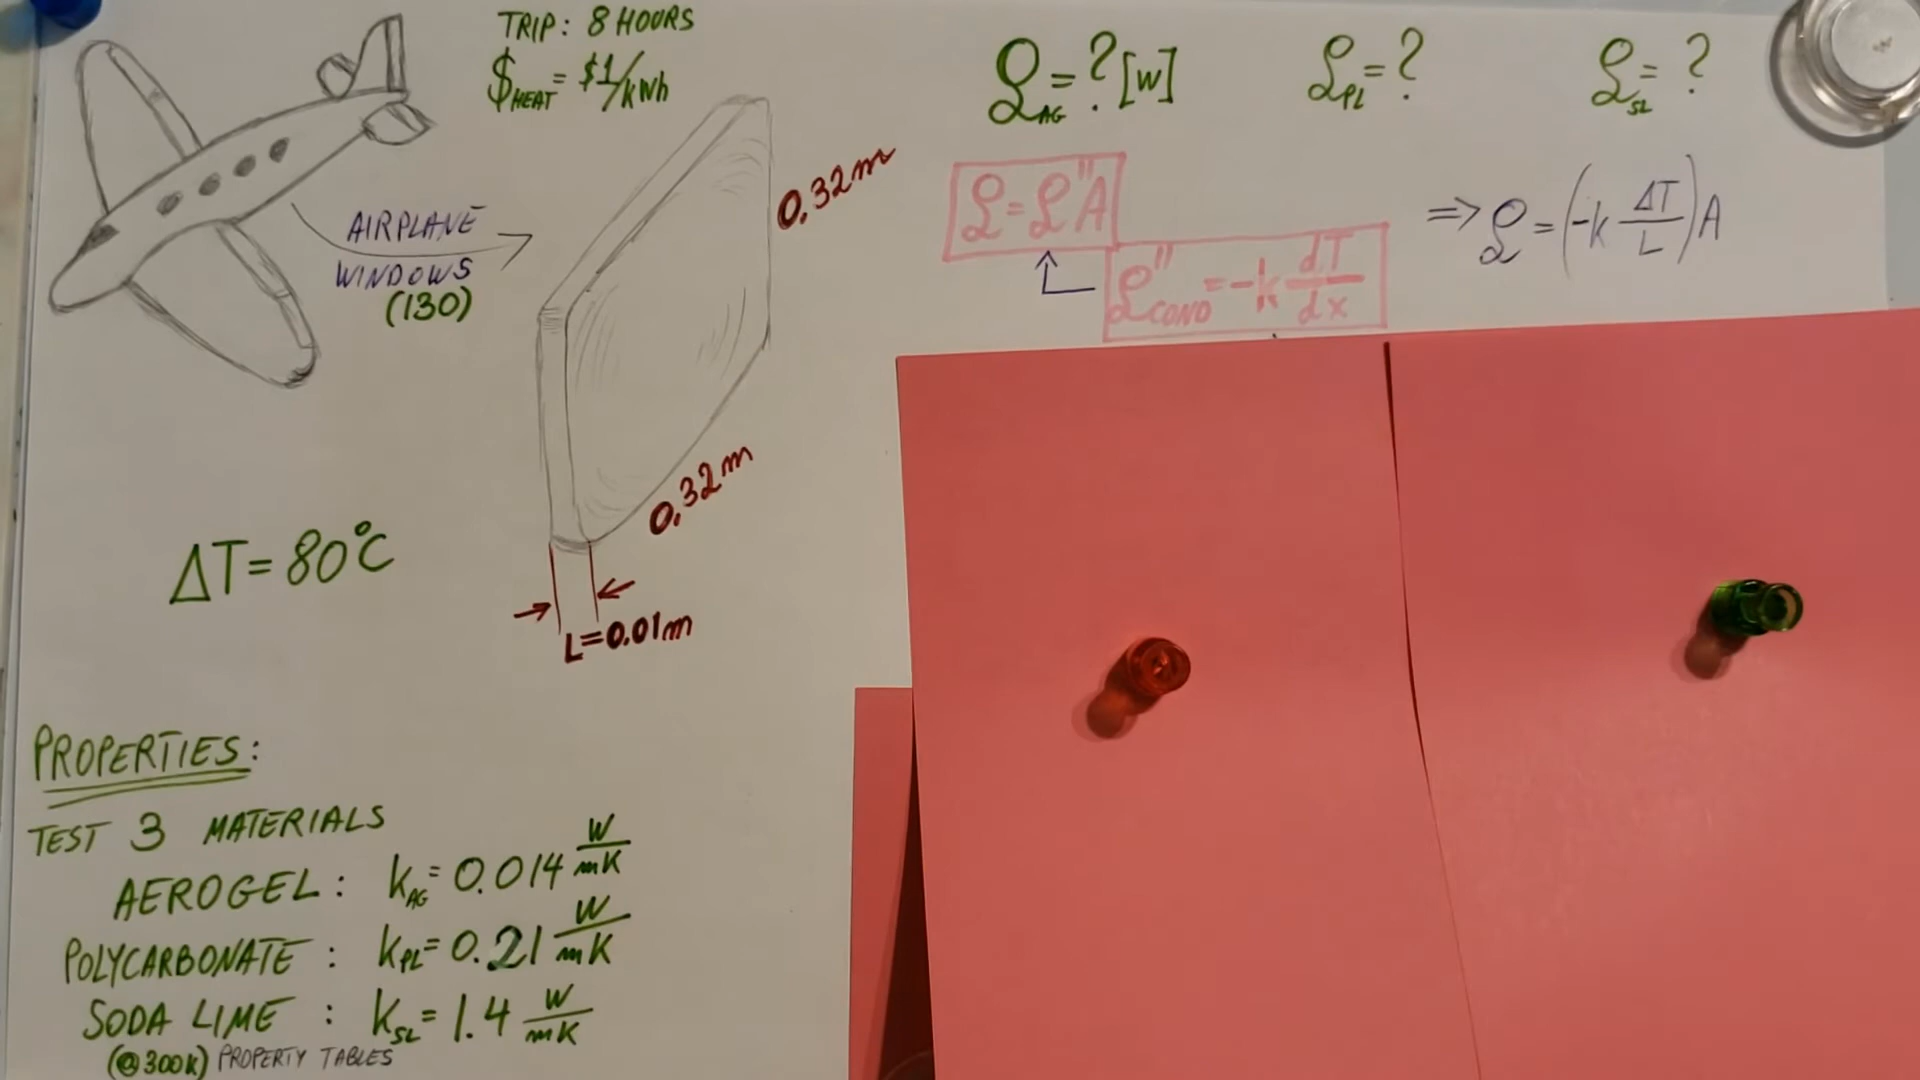 TRIP: 8 HOURS
$HEAT = $1/kWh
AIRPLANE
WINDOWS
(130)
0.32m
0.32m
L=0.01m
ΔT= 80°C
PROPERTIES:
TEST 3 MATERIALS
AEROGEL: kAG = 0.014 W/mK
POLYCARBONATE : kPL = 0.21 W/mK
SODA LIME : kSL = 1.4 W/mK
(@300K) PROPERTY TABLES
qAG = ? [W]
qPL = ?
qSL = ?
q = q"A
q"COND = -k dT/dx
⇒ q = (-k ΔT/L) A